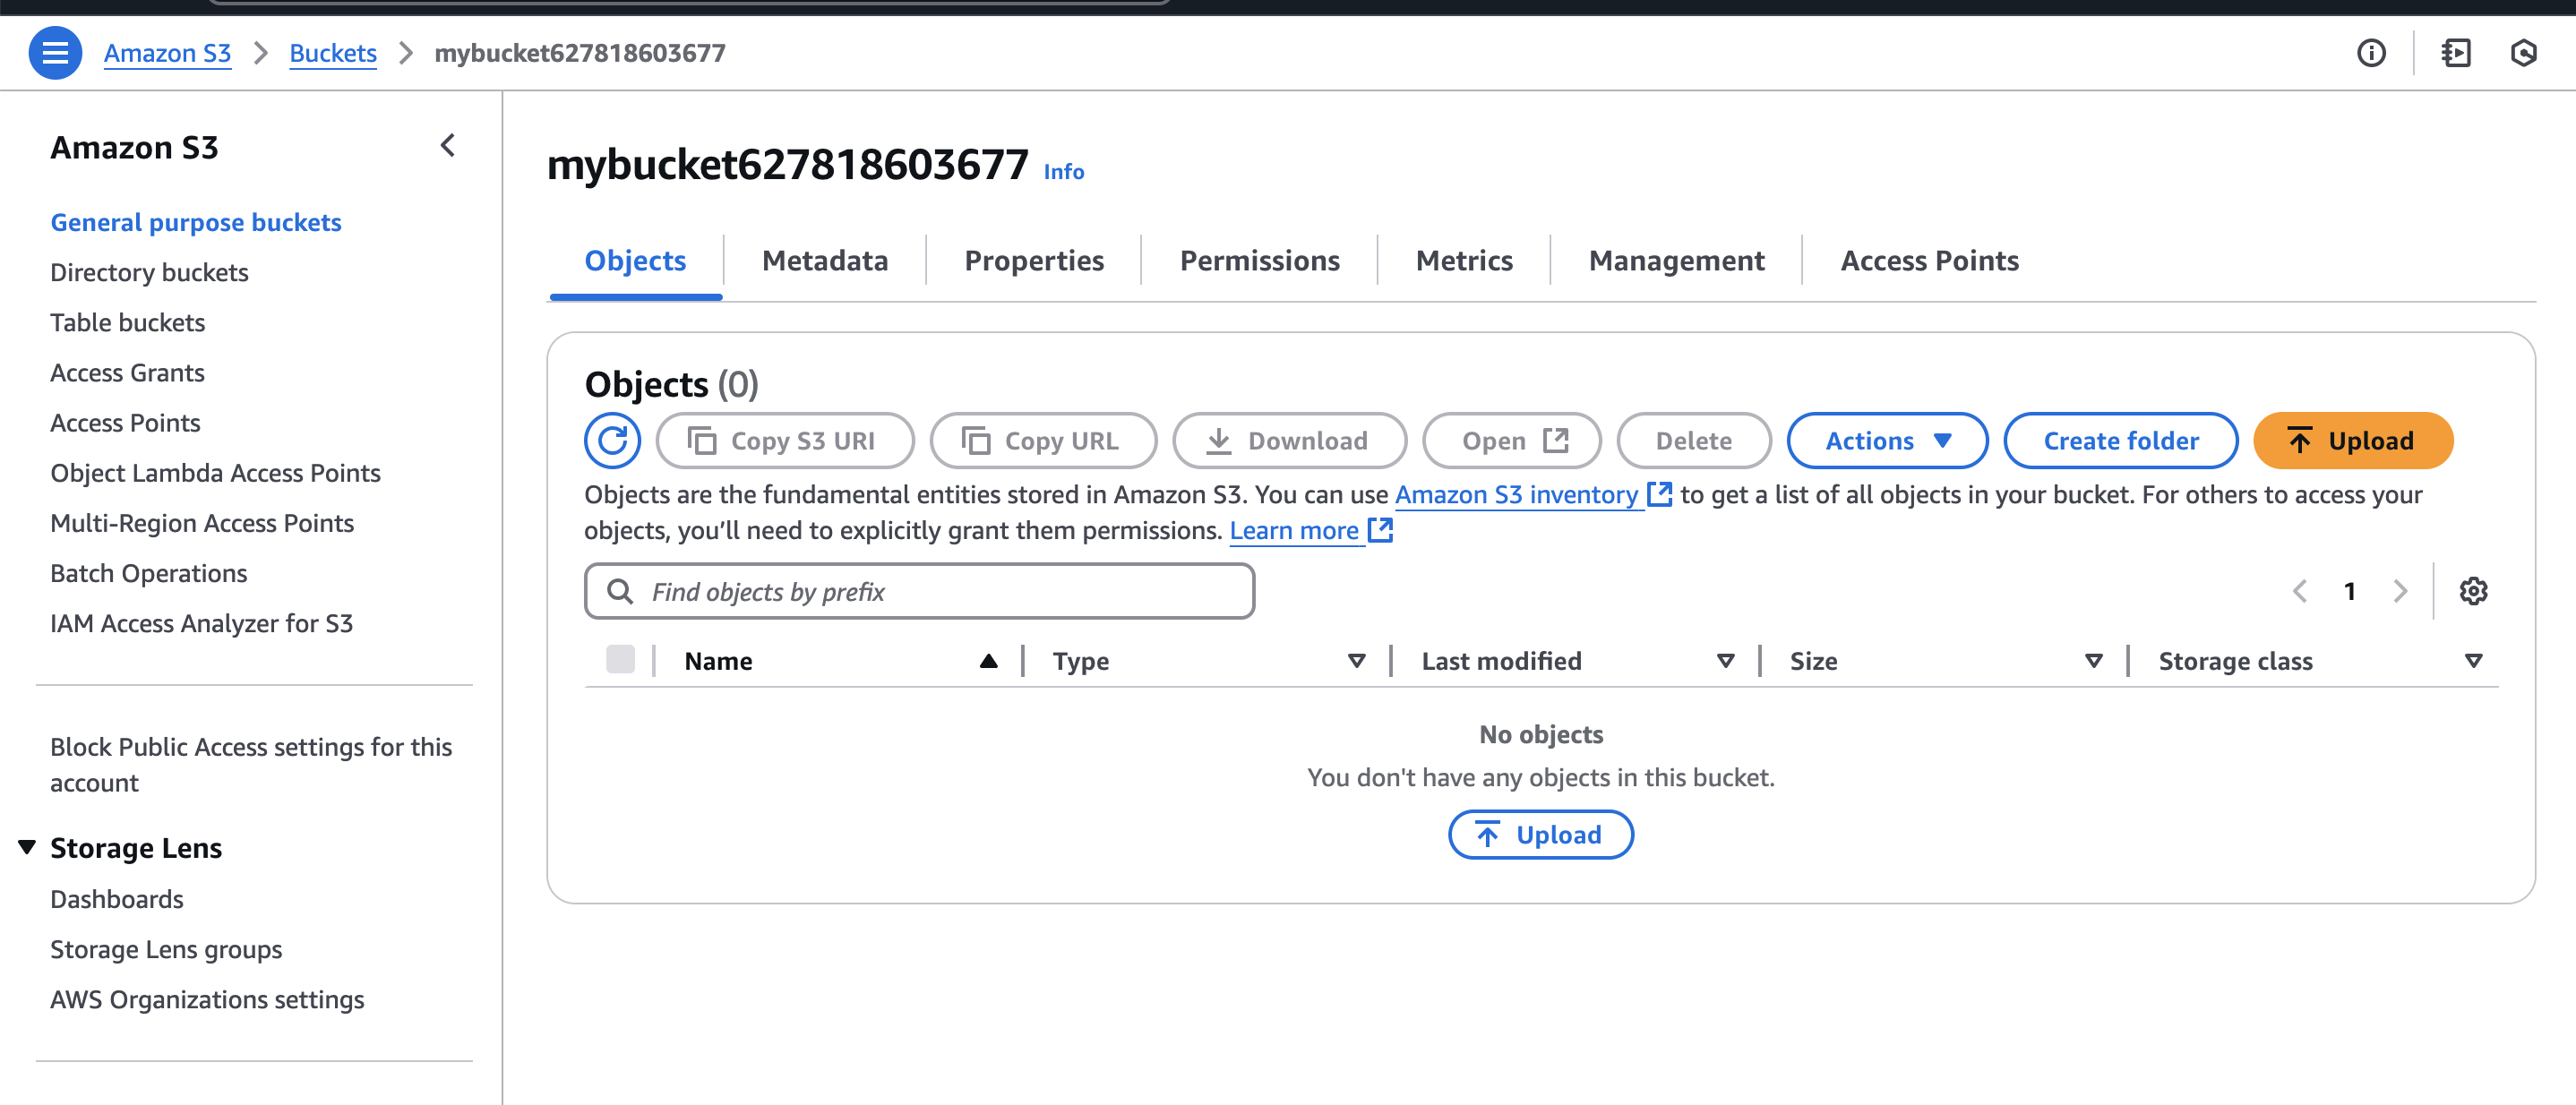 Amazon S3 > Buckets > mybucket627818603677
Amazon S3
General purpose buckets
Directory buckets
Table buckets
Access Grants
Access Points
Object Lambda Access Points
Multi-Region Access Points
Batch Operations
IAM Access Analyzer for S3
Block Public Access settings for this
account
Storage Lens
Dashboards
Storage Lens groups
AWS Organizations settings
mybucket627818603677 Info
Objects Metadata Properties Permissions Metrics Management Access Points
Objects (0)
Copy S3 URI Copy URL Download Open Delete Actions Create folder Upload
Objects are the fundamental entities stored in Amazon S3. You can use Amazon S3 inventory to get a list of all objects in your bucket. For others to access your
objects, you’ll need to explicitly grant them permissions. Learn more
Find objects by prefix
1
Name Type Last modified Size Storage class
No objects
You don't have any objects in this bucket.
Upload